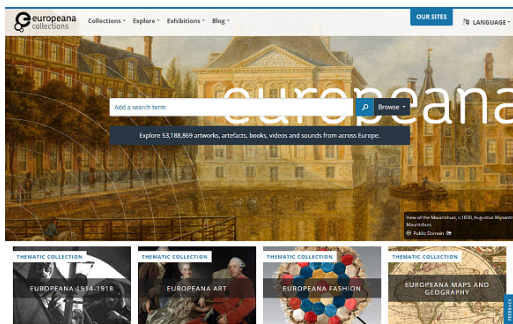 europeana
collections
Collections
Explore
Exhibitions
Blog
OUR SITES
LANGUAGE
europeana
Add a search term
Browse
Explore 53,188,869 artworks, artefacts, books, videos and sounds from across Europe.
View of the Mauritshuis, c.1830, Augustus Wijnantz
Mauritshuis
Public Domain
THEMATIC COLLECTION
EUROPEANA 1914-1918
THEMATIC COLLECTION
EUROPEANA ART
THEMATIC COLLECTION
EUROPEANA FASHION
THEMATIC COLLECTION
EUROPEANA MAPS AND
GEOGRAPHY
FEEDBACK